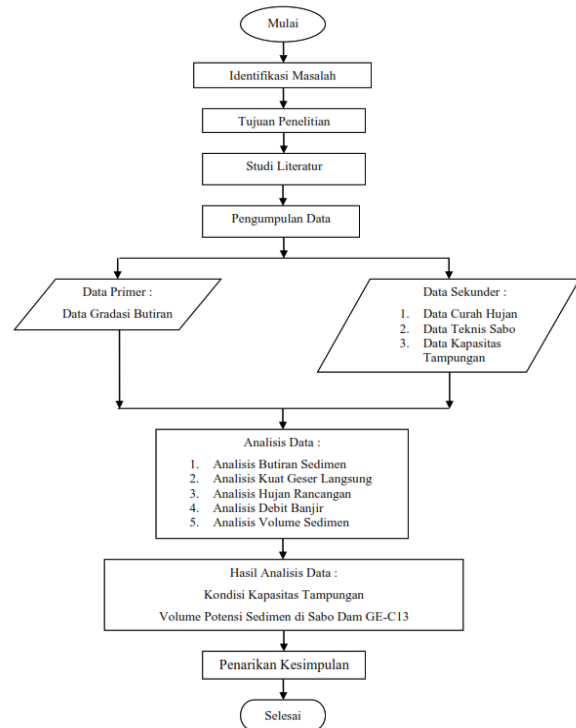 Mulai
Identifikasi Masalah
Tujuan Penelitian
Studi Literatur
Pengumpulan Data
Data Primer :
Data Gradasi Butiran
Data Sekunder :
1. Data Curah Hujan
2. Data Teknis Sabo
3. Data Kapasitas
Tampungan
Analisis Data :
1. Analisis Butiran Sedimen
2. Analisis Kuat Geser Langsung
3. Analisis Hujan Rancangan
4. Analisis Debit Banjir
5. Analisis Volume Sedimen
Hasil Analisis Data :
Kondisi Kapasitas Tampungan
Volume Potensi Sedimen di Sabo Dam GE-C13
Penarikan Kesimpulan
Selesai